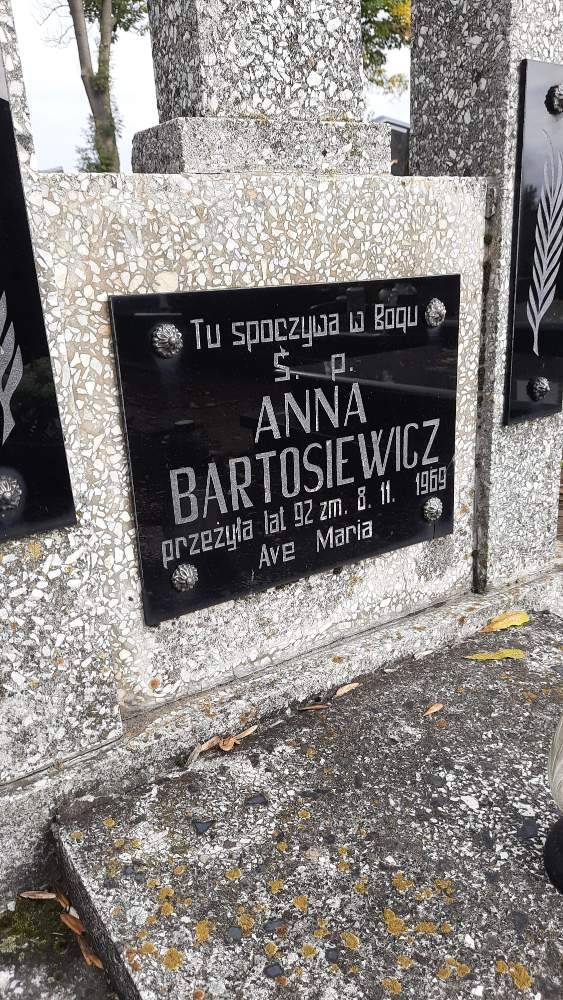 Tu spoczywa w Bogu
Ś. p.
ANNA
BARTOSIEWICZ
przeżyła lat 92 zm. 8. 11. 1969
Ave Maria